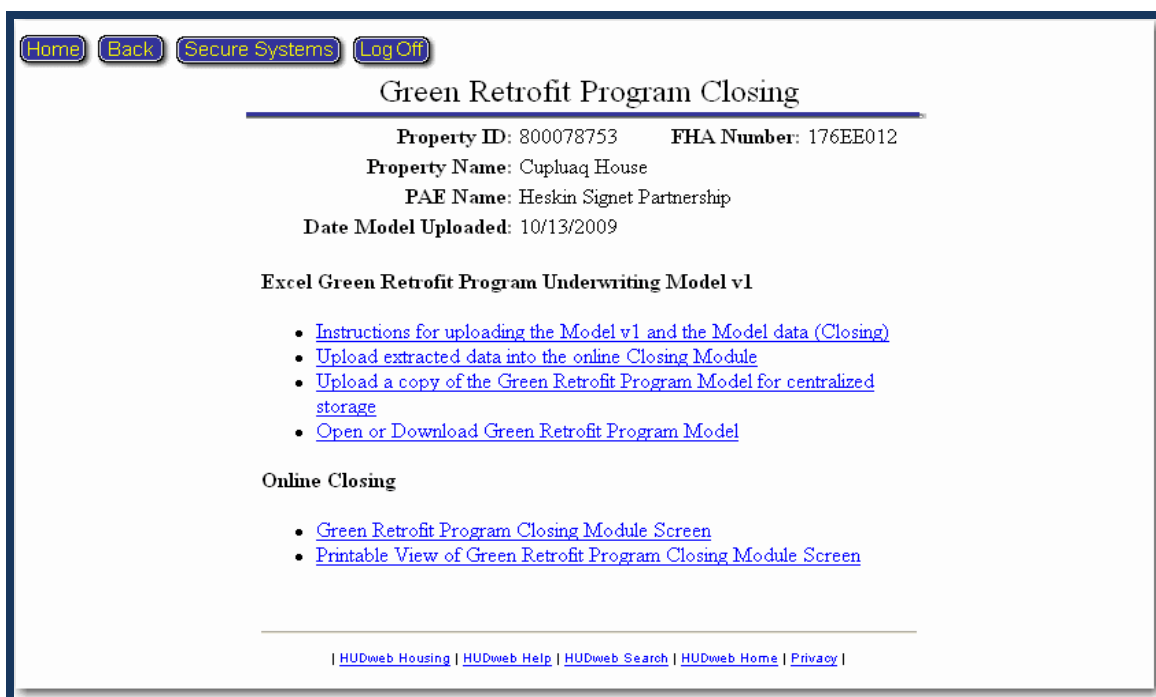 Home Back Secure Systems Log Off
Green Retrofit Program Closing
Property ID: 800078753 FHA Number: 176EE012
Property Name: Cupluaq House
PAE Name: Heskin Signet Partnership
Date Model Uploaded: 10/13/2009
Excel Green Retrofit Program Underwriting Model v1
Instructions for uploading the Model v1 and the Model data (Closing)
Upload extracted data into the online Closing Module
Upload a copy of the Green Retrofit Program Model for centralized
storage
Open or Download Green Retrofit Program Model
Online Closing
Green Retrofit Program Closing Module Screen
Printable View of Green Retrofit Program Closing Module Screen
| HUDweb Housing | HUDweb Help | HUDweb Search | HUDweb Home | Privacy |